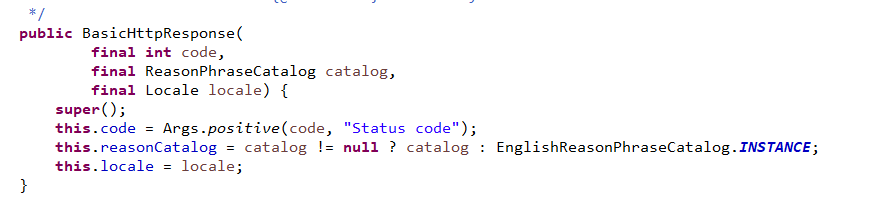 */
public BasicHttpResponse(
final int code,
final ReasonPhraseCatalog catalog,
final Locale locale) {
super();
this.code = Args.positive(code, "Status code");
this.reasonCatalog = catalog != null ? catalog : EnglishReasonPhraseCatalog.INSTANCE;
this.locale = locale;
}